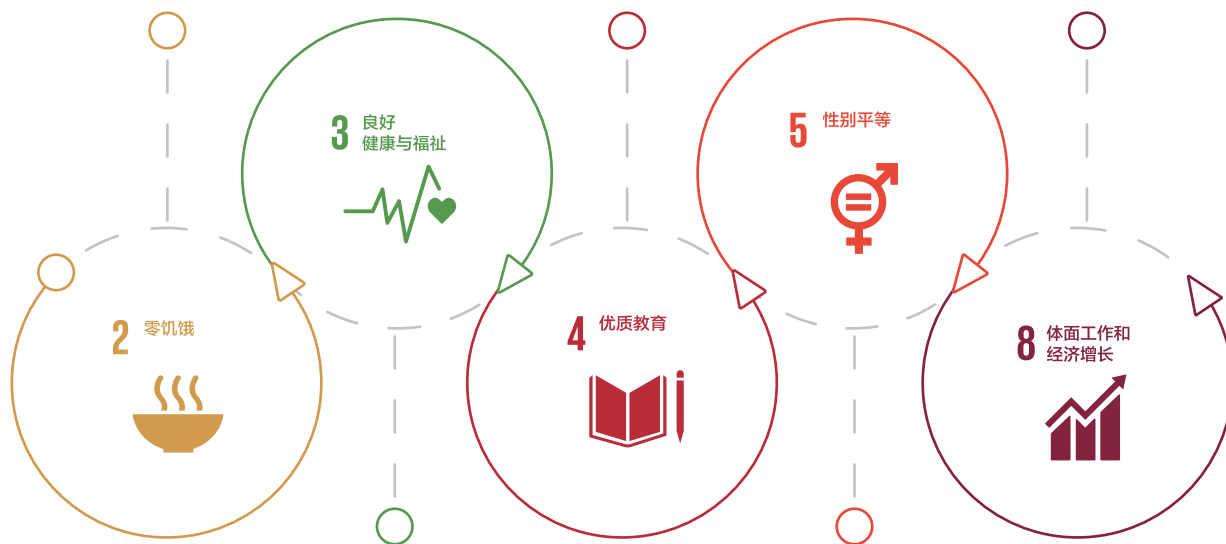 2 零饥饿
3 良好
健康与福祉
4 优质教育
5 性别平等
8 体面工作和
经济增长